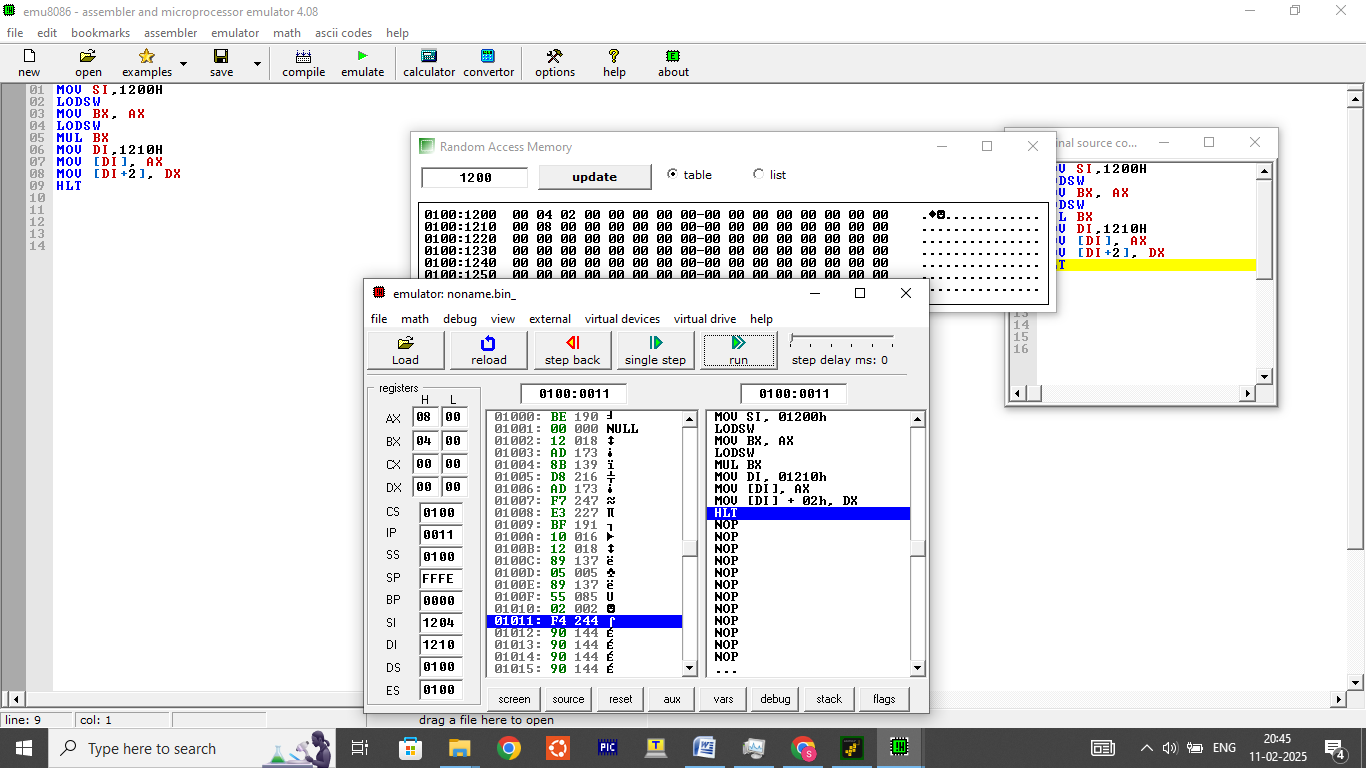 emu8086 - assembler and microprocessor emulator 4.08
file edit bookmarks assembler emulator math ascii codes help
new open examples save compile emulate calculator convertor options help about
01 MOV SI,1200H
02 LODSW
03 MOV BX, AX
04 LODSW
05 MUL BX
06 MOV DI,1210H
07 MOV [DI], AX
08 MOV [DI+2], DX
09 HLT
10
11
12
13
14
Random Access Memory
1200 update table list
0100:1200 00 04 02 00 00 00 00 00-00 00 00 00 00 00 00 00 .♦☻.............
0100:1210 00 08 00 00 00 00 00 00-00 00 00 00 00 00 00 00 ................
0100:1220 00 00 00 00 00 00 00 00-00 00 00 00 00 00 00 00 ................
0100:1230 00 00 00 00 00 00 00 00-00 00 00 00 00 00 00 00 ................
0100:1240 00 00 00 00 00 00 00 00-00 00 00 00 00 00 00 00 ................
0100:1250 00 00 00 00 00 00 00 00-00 00 00 00 00 00 00 00 ................
inal source co...
V SI,1200H
DSW
V BX, AX
DSW
L BX
V DI,1210H
V [DI], AX
V [DI+2], DX
T
13
14
15
16
emulator: noname.bin_
file math debug view external virtual devices virtual drive help
Load reload step back single step run step delay ms: 0
registers
H L
AX 08 00
BX 04 00
CX 00 00
DX 00 00
CS 0100
IP 0011
SS 0100
SP FFFE
BP 0000
SI 1204
DI 1210
DS 0100
ES 0100
0100:0011
01000: BE 190 ╛
01001: 00 000 NULL
01002: 12 018 ↕
01003: AD 173 ¡
01004: 8B 139 ï
01005: D8 216 ╪
01006: AD 173 ¡
01007: F7 247 ≈
01008: E3 227 π
01009: BF 191 ┐
0100A: 10 016 ►
0100B: 12 018 ↕
0100C: 89 137 ë
0100D: 05 005 ♣
0100E: 89 137 ë
0100F: 55 085 U
01010: 02 002 ☻
01011: F4 244 ⌠
01012: 90 144 É
01013: 90 144 É
01014: 90 144 É
01015: 90 144 É
0100:0011
MOV SI, 01200h
LODSW
MOV BX, AX
LODSW
MUL BX
MOV DI, 01210h
MOV [DI], AX
MOV [DI] + 02h, DX
HLT
NOP
NOP
NOP
NOP
NOP
NOP
NOP
NOP
NOP
NOP
NOP
NOP
...
screen source reset aux vars debug stack flags
line: 9 col: 1 drag a file here to open
Type here to search
PIC
T
W
S
ENG
20:45
11-02-2025
4